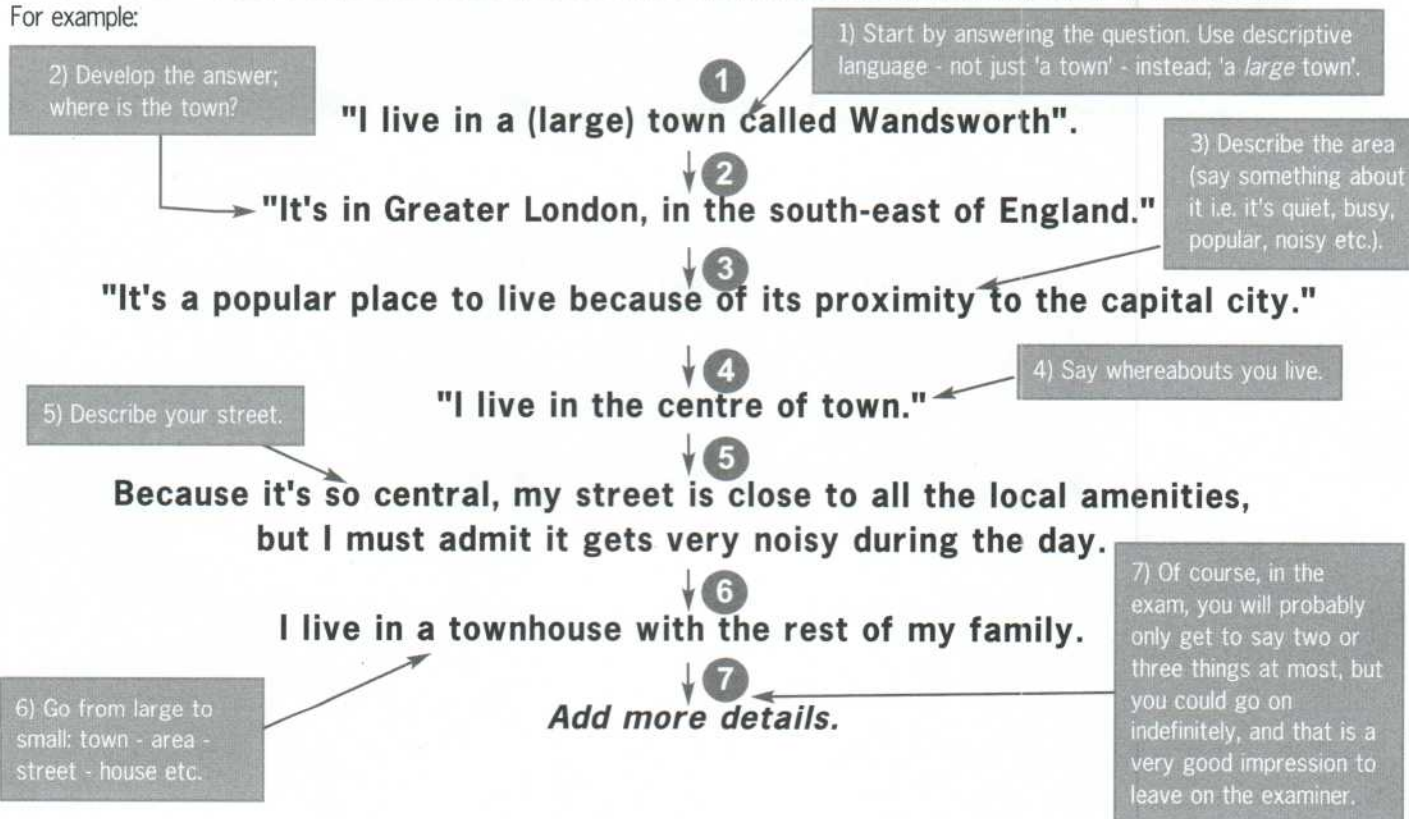 For example:
1) Start by answering the question. Use descriptive
language - not just 'a town' - instead; 'a large town'.
2) Develop the answer;
where is the town?
1
"I live in a (large) town called Wandsworth".
2
"It's in Greater London, in the south-east of England."
3) Describe the area
(say something about
it i.e. it's quiet, busy,
popular, noisy etc.).
3
"It's a popular place to live because of its proximity to the capital city."
4
"I live in the centre of town."
4) Say whereabouts you live.
5) Describe your street.
5
Because it's so central, my street is close to all the local amenities,
but I must admit it gets very noisy during the day.
6
I live in a townhouse with the rest of my family.
6) Go from large to
small: town - area -
street - house etc.
7
Add more details.
7) Of course, in the
exam, you will probably
only get to say two or
three things at most, but
you could go on
indefinitely, and that is a
very good impression to
leave on the examiner.